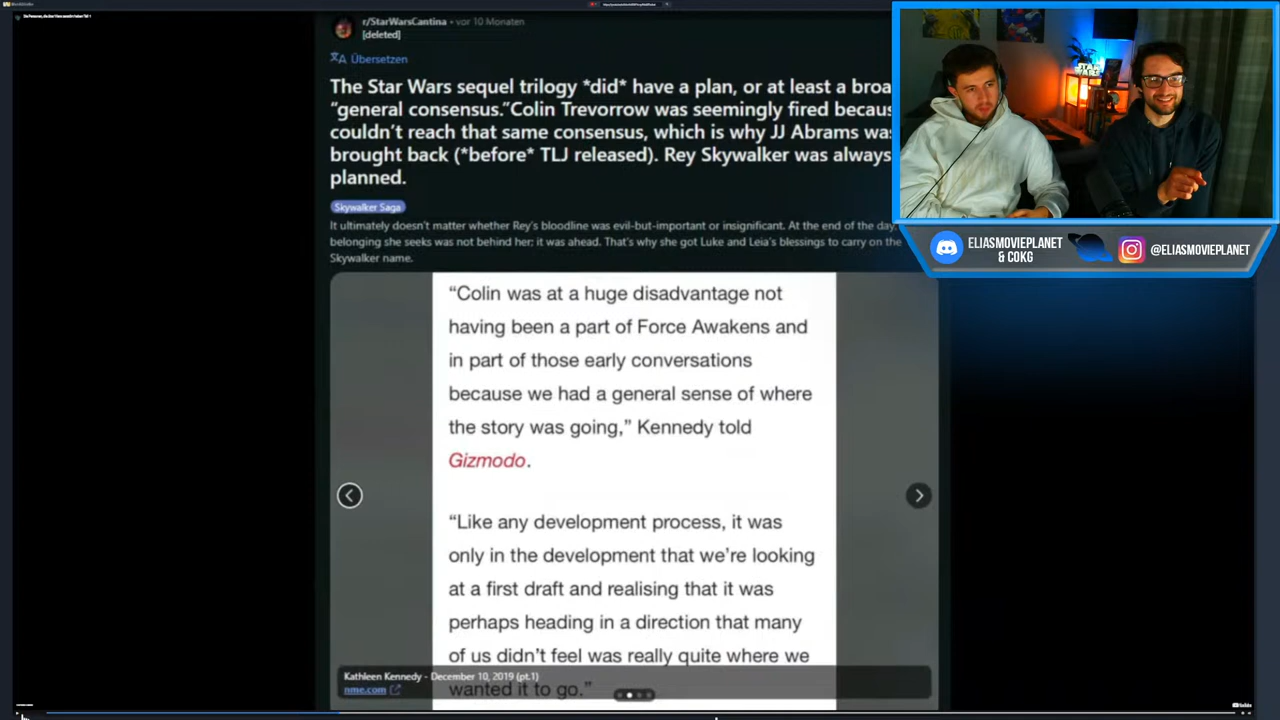 r/StarWarsCantina • vor 10 Monaten
[deleted]
Übersetzen
The Star Wars sequel trilogy *did* have a plan, or at least a broa
“general consensus.”Colin Trevorrow was seemingly fired becaus
couldn’t reach that same consensus, which is why JJ Abrams was
brought back (*before* TLJ released). Rey Skywalker was always
planned.
Skywalker Saga
It ultimately doesn’t matter whether Rey’s bloodline was evil-but-important or insignificant. At the end of the day,
belonging she seeks was not behind her; it was ahead. That’s why she got Luke and Leia’s blessings to carry on the
Skywalker name.
“Colin was at a huge disadvantage not
having been a part of Force Awakens and
in part of those early conversations
because we had a general sense of where
the story was going,” Kennedy told
Gizmodo.
“Like any development process, it was
only in the development that we’re looking
at a first draft and realising that it was
perhaps heading in a direction that many
of us didn’t feel was really quite where we
wanted it to go.”
Kathleen Kennedy - December 10, 2019 (pt.1)
nme.com
STAR WARS
ELIASMOVIEPLANET
& COKG
@ELIASMOVIEPLANET
YouTube